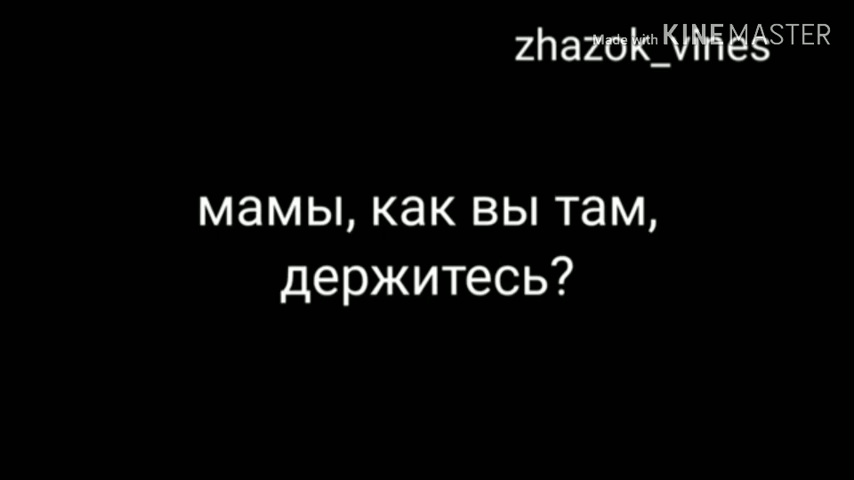 Made with KINEMASTER
zhazok_vines
мамы, как вы там,
держитесь?